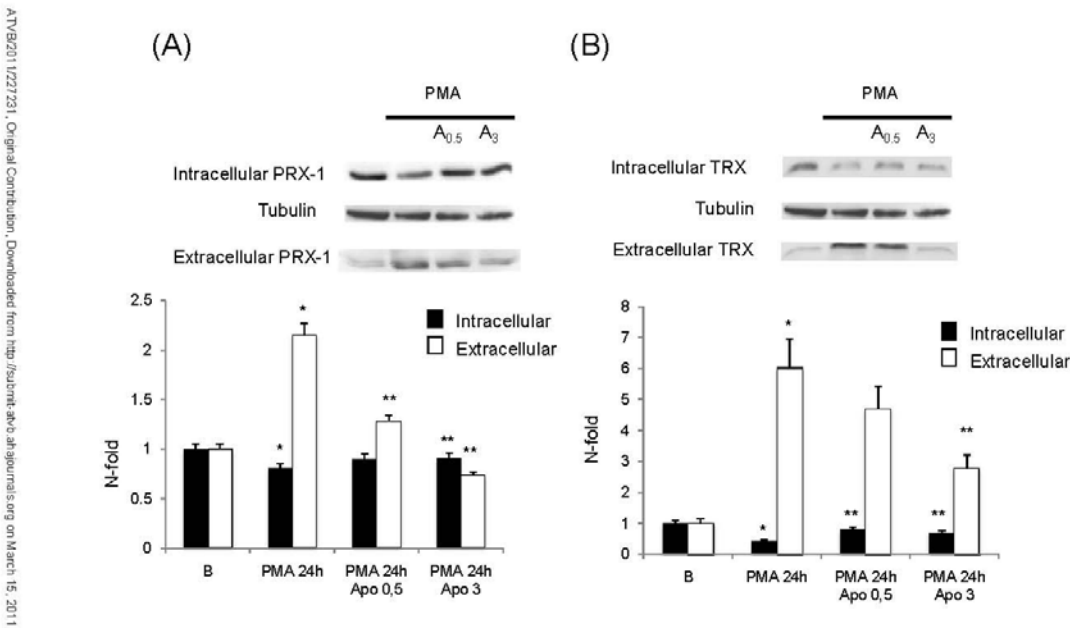 ATVB/2011/227231, Original Contribution, Downloaded from http://submit-atvb.ahajournals.org on March 15, 2011
(A)
PMA
A0.5 A3
Intracellular PRX-1
Tubulin
Extracellular PRX-1
2.5
2
1.5
1
0.5
0
N-fold
Intracellular
Extracellular
*
*
**
**
**
B
PMA 24h
PMA 24h
Apo 0,5
PMA 24h
Apo 3
(B)
PMA
A0.5 A3
Intracellular TRX
Tubulin
Extracellular TRX
8
7
6
5
4
3
2
1
0
N-fold
Intracellular
Extracellular
*
*
**
**
**
B
PMA 24h
PMA 24h
Apo 0,5
PMA 24h
Apo 3